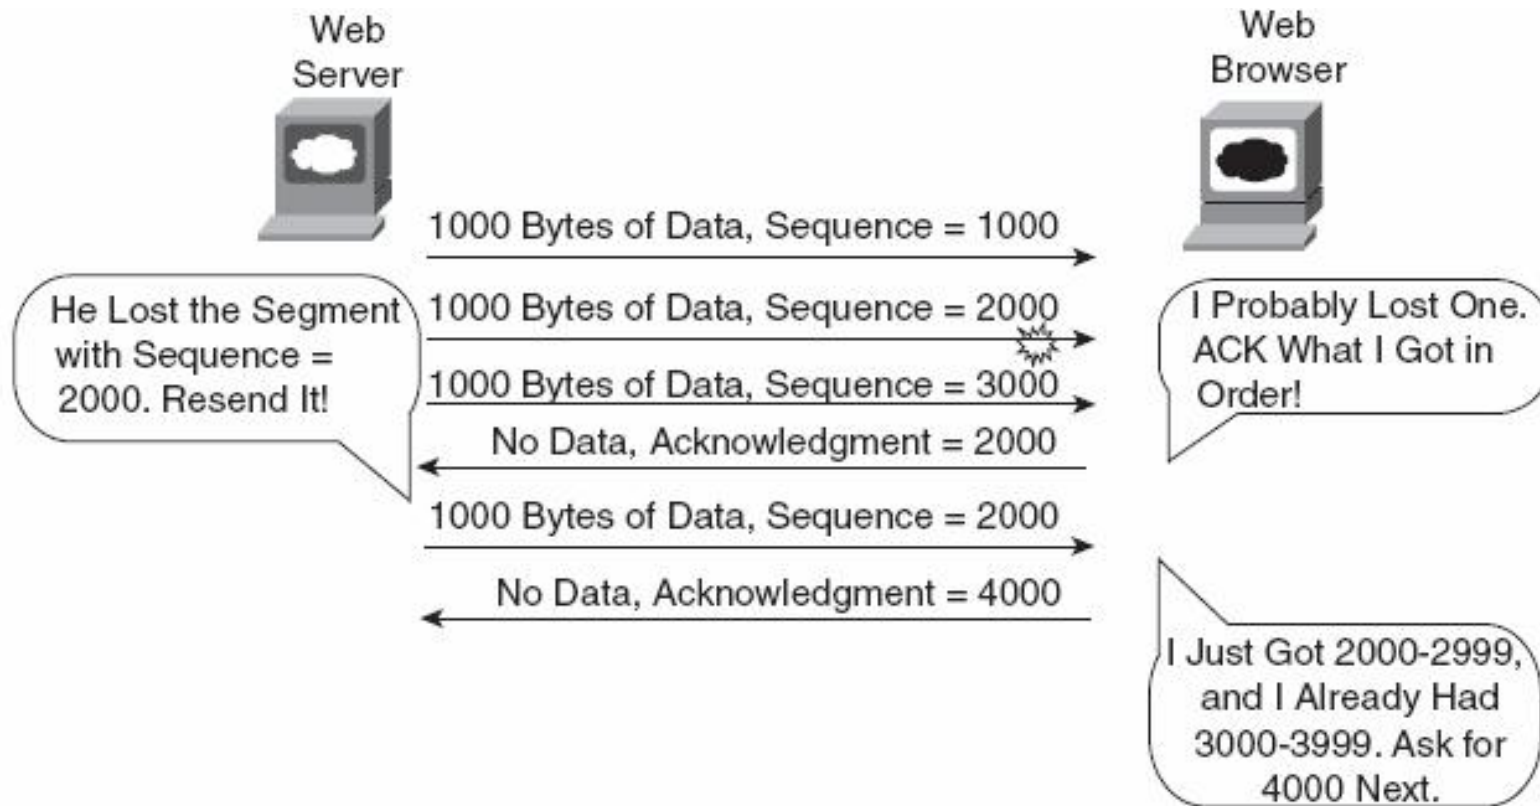 Web
Server
Web
Browser
1000 Bytes of Data, Sequence = 1000
He Lost the Segment
with Sequence =
2000. Resend It!
1000 Bytes of Data, Sequence = 2000
1000 Bytes of Data, Sequence = 3000
I Probably Lost One.
ACK What I Got in
Order!
No Data, Acknowledgment = 2000
1000 Bytes of Data, Sequence = 2000
No Data, Acknowledgment = 4000
I Just Got 2000-2999,
and I Already Had
3000-3999. Ask for
4000 Next.